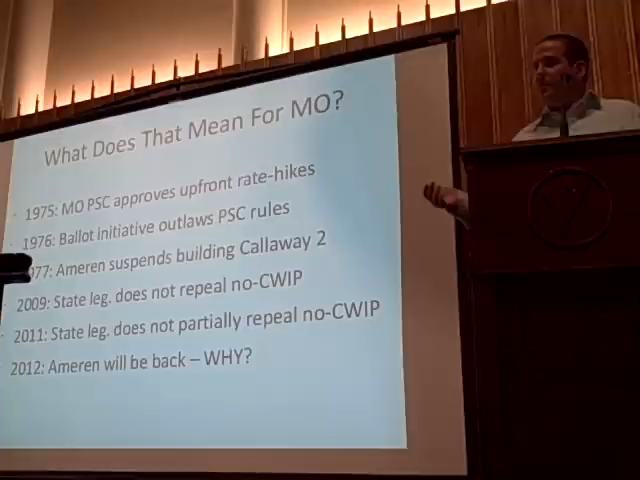 What Does That Mean For MO?
1975: MO PSC approves upfront rate-hikes
1976: Ballot initiative outlaws PSC rules
77: Ameren suspends building Callaway 2
2009: State leg. does not repeal no-CWIP
2011: State leg. does not partially repeal no-CWIP
2012: Ameren will be back – WHY?